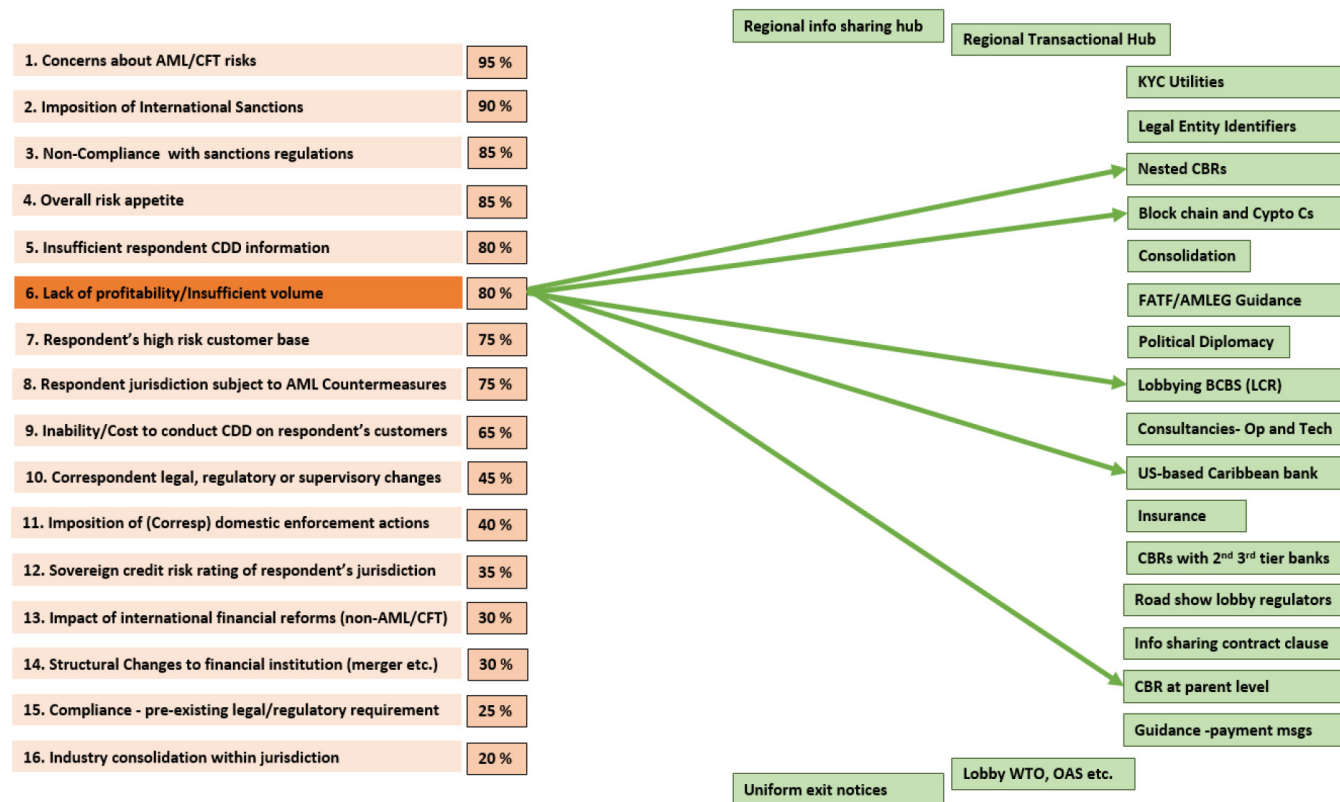 1. Concerns about AML/CFT risks 95 %
2. Imposition of International Sanctions 90 %
3. Non-Compliance with sanctions regulations 85 %
4. Overall risk appetite 85 %
5. Insufficient respondent CDD information 80 %
6. Lack of profitability/Insufficient volume 80 %
7. Respondent's high risk customer base 75 %
8. Respondent jurisdiction subject to AML Countermeasures 75 %
9. Inability/Cost to conduct CDD on respondent's customers 65 %
10. Correspondent legal, regulatory or supervisory changes 45 %
11. Imposition of (Corresp) domestic enforcement actions 40 %
12. Sovereign credit risk rating of respondent's jurisdiction 35 %
13. Impact of international financial reforms (non-AML/CFT) 30 %
14. Structural Changes to financial institution (merger etc.) 30 %
15. Compliance - pre-existing legal/regulatory requirement 25 %
16. Industry consolidation within jurisdiction 20 %
Regional info sharing hub
Regional Transactional Hub
KYC Utilities
Legal Entity Identifiers
Nested CBRs
Block chain and Cypto Cs
Consolidation
FATF/AMLEG Guidance
Political Diplomacy
Lobbying BCBS (LCR)
Consultancies- Op and Tech
US-based Caribbean bank
Insurance
CBRs with 2nd 3rd tier banks
Road show lobby regulators
Info sharing contract clause
CBR at parent level
Guidance -payment msgs
Lobby WTO, OAS etc.
Uniform exit notices